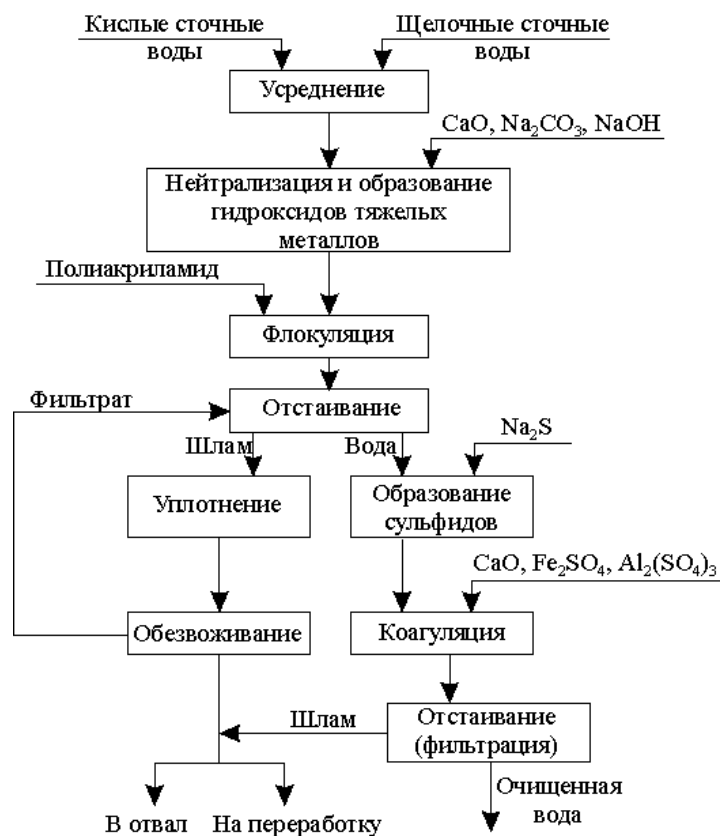 Кислые сточные
воды
Щелочные сточные
воды
Усреднение
CaO, Na₂CO₃, NaOH
Нейтрализация и образование
гидроксидов тяжелых
металлов
Полиакриламид
Флокуляция
Фильтрат
Отстаивание
Шлам
Вода
Na₂S
Уплотнение
Образование
сульфидов
CaO, Fe₂SO₄, Al₂(SO₄)₃
Обезвоживание
Коагуляция
Шлам
Отстаивание
(фильтрация)
Очищенная
вода
В отвал
На переработку